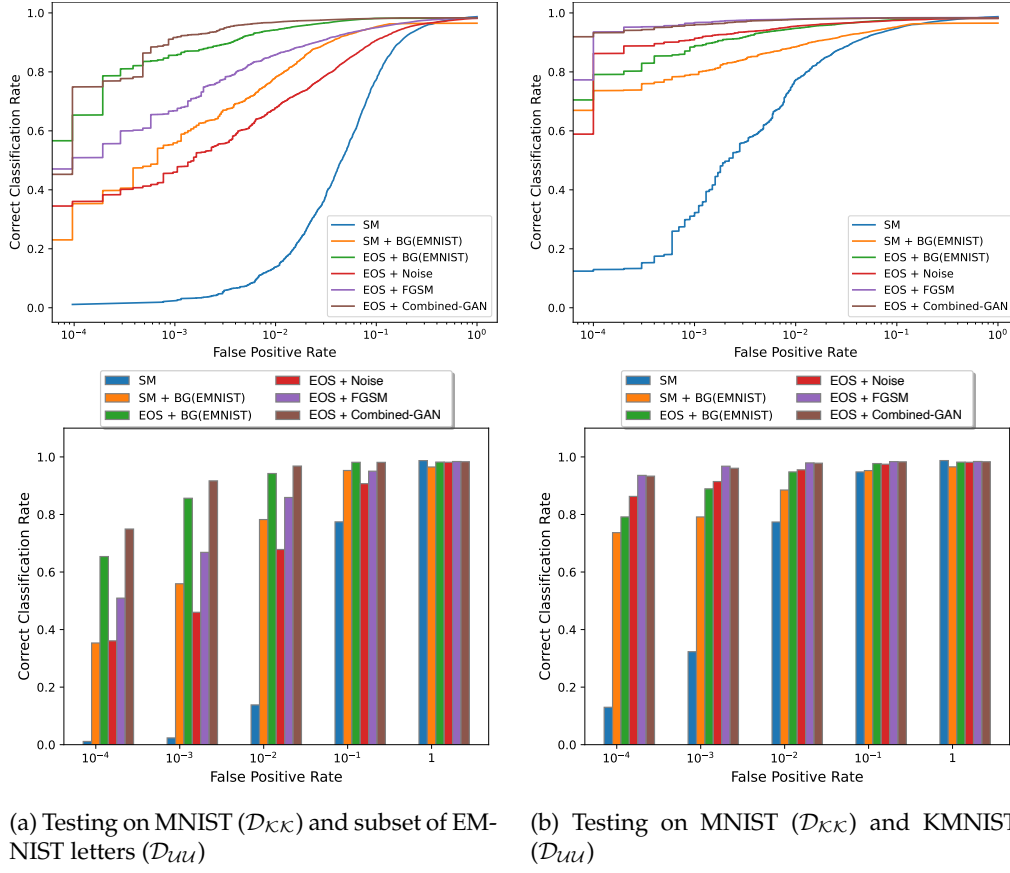 1.0
0.8
0.6
0.4
0.2
0.0
Correct Classification Rate
10⁻⁴
10⁻³
10⁻²
10⁻¹
10⁰
False Positive Rate
SM
SM + BG(EMNIST)
EOS + BG(EMNIST)
EOS + Noise
EOS + FGSM
EOS + Combined-GAN
1.0
0.8
0.6
0.4
0.2
0.0
Correct Classification Rate
10⁻⁴
10⁻³
10⁻²
10⁻¹
10⁰
False Positive Rate
SM
SM + BG(EMNIST)
EOS + BG(EMNIST)
EOS + Noise
EOS + FGSM
EOS + Combined-GAN
SM
SM + BG(EMNIST)
EOS + BG(EMNIST)
EOS + Noise
EOS + FGSM
EOS + Combined-GAN
1.0
0.8
0.6
0.4
0.2
0.0
Correct Classification Rate
10⁻⁴
10⁻³
10⁻²
10⁻¹
1
False Positive Rate
SM
SM + BG(EMNIST)
EOS + BG(EMNIST)
EOS + Noise
EOS + FGSM
EOS + Combined-GAN
1.0
0.8
0.6
0.4
0.2
0.0
Correct Classification Rate
10⁻⁴
10⁻³
10⁻²
10⁻¹
1
False Positive Rate
(a) Testing on MNIST (𝒟_𝒦𝒦) and subset of EM-
NIST letters (𝒟_𝒰𝒰)
(b) Testing on MNIST (𝒟_𝒦𝒦) and KMNIST
(𝒟_𝒰𝒰)